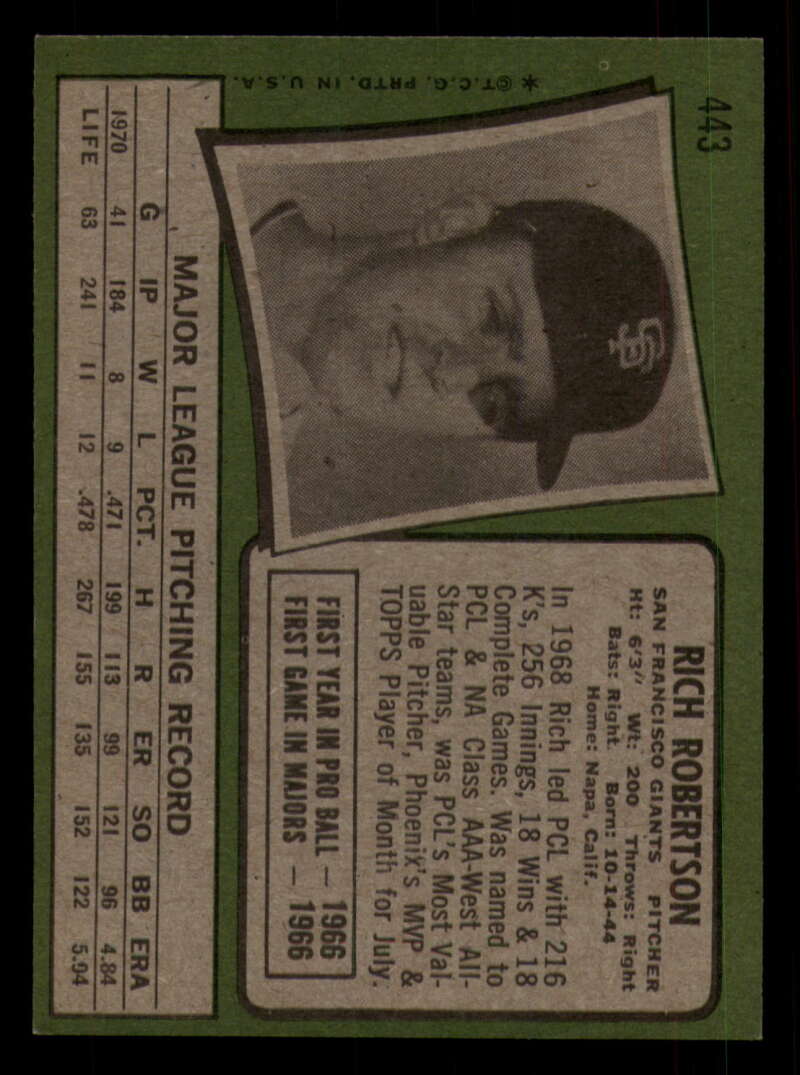 443
* ©T.C.G. PRTD. IN U.S.A.
SF
RICH ROBERTSON
SAN FRANCISCO GIANTS PITCHER
Ht: 6'3" Wt: 200 Throws: Right
Bats: Right Born: 10-14-44
Home: Napa, Calif.
In 1968 Rich led PCL with 216
K's, 256 Innings, 18 Wins & 18
Complete Games. Was named to
PCL & NA Class AAA-West All-
Star teams, was PCL's Most Val-
uable Pitcher, Phoenix's MVP &
TOPPS Player of Month for July.
FIRST YEAR IN PRO BALL — 1966
FIRST GAME IN MAJORS — 1966
MAJOR LEAGUE PITCHING RECORD
G IP W L PCT. H R ER SO BB ERA
1970 41 184 8 9 .471 199 113 99 121 96 4.84
LIFE 63 241 11 12 .478 267 155 135 152 122 5.04